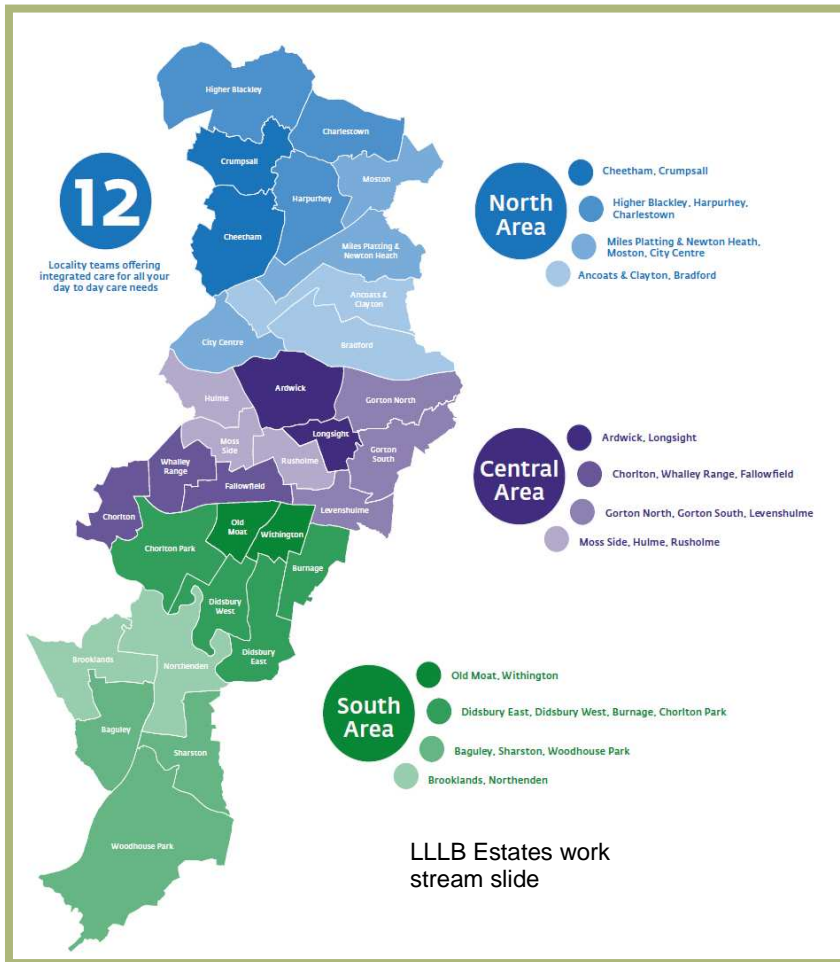 Higher Blackley
Charlestown
Crumpsall
Moston
Harpurhey
Cheetham
Miles Platting &
Newton Heath
Ancoats &
Clayton
City Centre
Bradford
12
Locality teams offering
integrated care for all your
day to day care needs
North
Area
Cheetham, Crumpsall
Higher Blackley, Harpurhey,
Charlestown
Miles Platting & Newton Heath,
Moston, City Centre
Ancoats & Clayton, Bradford
Ardwick
Hulme
Gorton North
Longsight
Moss
Side
Rusholme
Gorton
South
Whalley
Range
Fallowfield
Levenshulme
Chorlton
Central
Area
Ardwick, Longsight
Chorlton, Whalley Range, Fallowfield
Gorton North, Gorton South, Levenshulme
Moss Side, Hulme, Rusholme
Old
Moat
Withington
Chorlton Park
Burnage
Didsbury
West
Didsbury
East
Brooklands
Northenden
Baguley
Sharston
Woodhouse Park
South
Area
Old Moat, Withington
Didsbury East, Didsbury West, Burnage, Chorlton Park
Baguley, Sharston, Woodhouse Park
Brooklands, Northenden
LLLB Estates work
stream slide